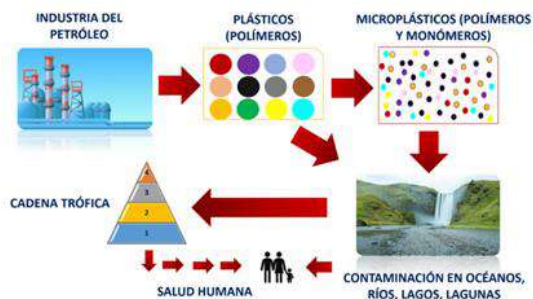 INDUSTRIA DEL
PETRÓLEO
PLÁSTICOS
(POLÍMEROS)
MICROPLÁSTICOS (POLÍMEROS
Y MONÓMEROS)
CADENA TRÓFICA
4
3
2
1
SALUD HUMANA
CONTAMINACIÓN EN OCÉANOS,
RÍOS, LAGOS, LAGUNAS